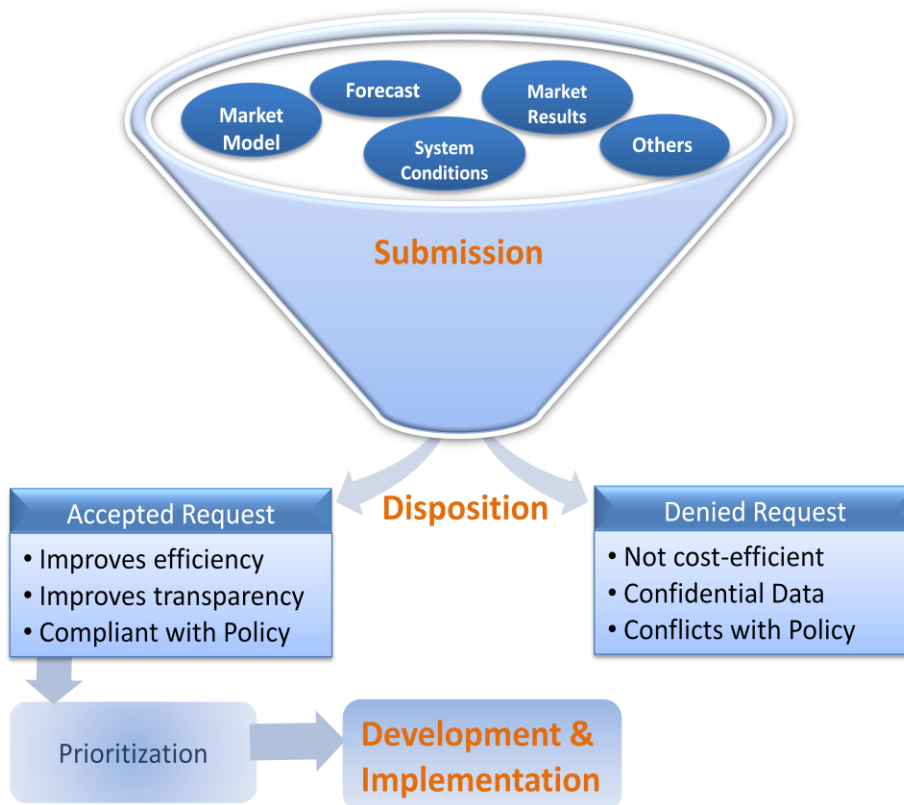 Forecast
Market
Results
Market
Model
System
Conditions
Others
Submission
Disposition
Accepted Request
• Improves efficiency
• Improves transparency
• Compliant with Policy
Denied Request
• Not cost-efficient
• Confidential Data
• Conflicts with Policy
Prioritization
Development &
Implementation